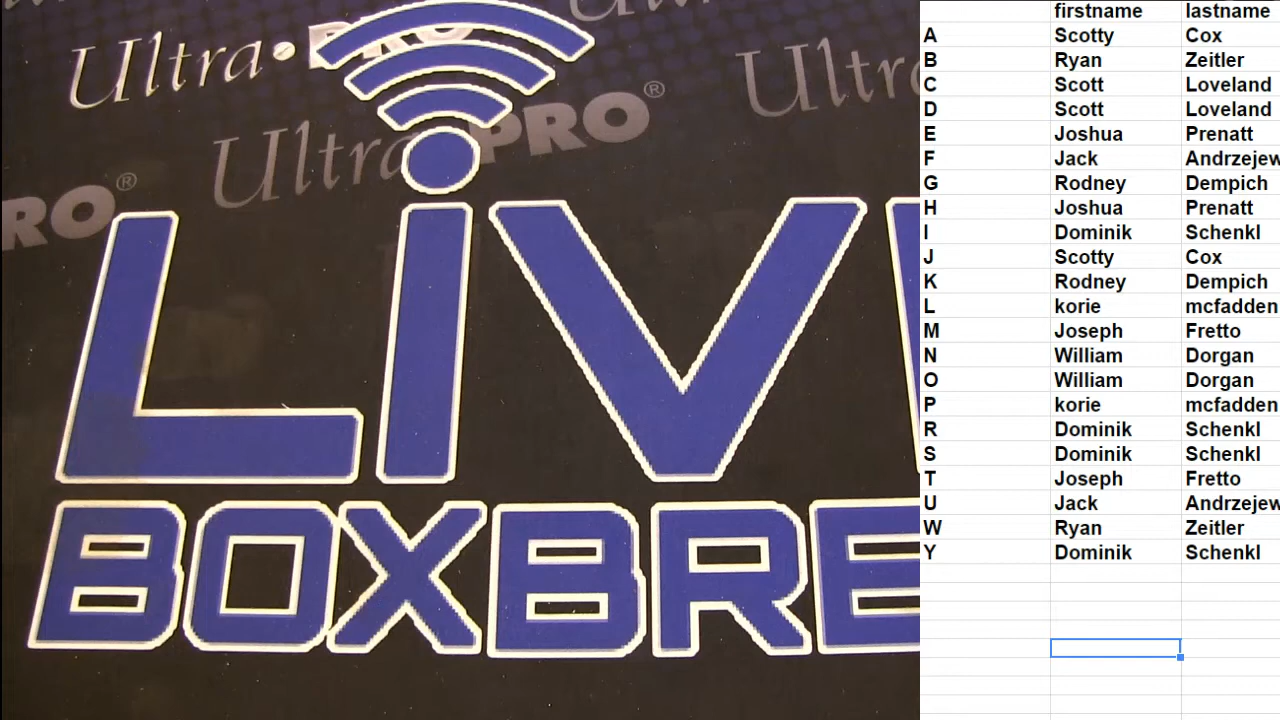 Ultra•PRO
Ultra
Ultra PRO®
PRO®
LiV
BOXBRE
firstname lastname
A Scotty Cox
B Ryan Zeitler
C Scott Loveland
D Scott Loveland
E Joshua Prenatt
F Jack Andrzejew
G Rodney Dempich
H Joshua Prenatt
I Dominik Schenkl
J Scotty Cox
K Rodney Dempich
L korie mcfadden
M Joseph Fretto
N William Dorgan
O William Dorgan
P korie mcfadden
R Dominik Schenkl
S Dominik Schenkl
T Joseph Fretto
U Jack Andrzejew
W Ryan Zeitler
Y Dominik Schenkl